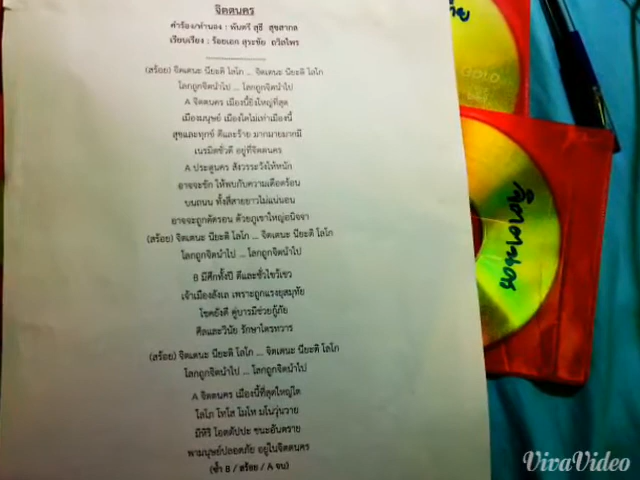 จิตตนคร
คำร้อง/ทำนอง : พันตรี สุธี สุขสากล
เรียบเรียง : ร้อยเอก สุระชัย ถวิลไพร
(สร้อย) จิตเตนะ นียะติ โลโก ... จิตเตนะ นียะติ โลโก
โลกถูกจิตนำไป ... โลกถูกจิตนำไป
A จิตตนคร เมืองนี้ยิ่งใหญ่ที่สุด
เมืองมนุษย์ เมืองใดไม่เท่าเมืองนี้
สุขและทุกข์ ดีและร้าย มากมายมากมี
เนรมิตชั่วดี อยู่ที่จิตตนคร
A ประตูนคร สังวรระวังให้หนัก
อาจจะชัก ให้พบกับความเดือดร้อน
บนถนน ทั้งสี่สายยาวไม่แน่นอน
อาจจะถูกตัดรอน ด้วยภูเขาใหญ่อนิจจา
(สร้อย) จิตเตนะ นียะติ โลโก ... จิตเตนะ นียะติ โลโก
โลกถูกจิตนำไป ... โลกถูกจิตนำไป
B มีศึกทั้งปี ดีและชั่วไขว้เขว
เจ้าเมืองลังเล เพราะถูกแรงยุสมุทัย
โชคยังดี คู่บารมีช่วยกู้ภัย
ศีลและวินัย รักษาไตรทวาร
(สร้อย) จิตเตนะ นียะติ โลโก ... จิตเตนะ นียะติ โลโก
โลกถูกจิตนำไป ... โลกถูกจิตนำไป
A จิตตนคร เมืองนี้ที่สุดใหญ่โต
โลโภ โทโส โมโห มโนวุ่นวาย
มีหิริ โอตตัปปะ ชนะอันตราย
พามนุษย์ปลอดภัย อยู่ในจิตตนคร
(ซ้ำ B / สร้อย / A จบ)
GOLD
VivaVideo